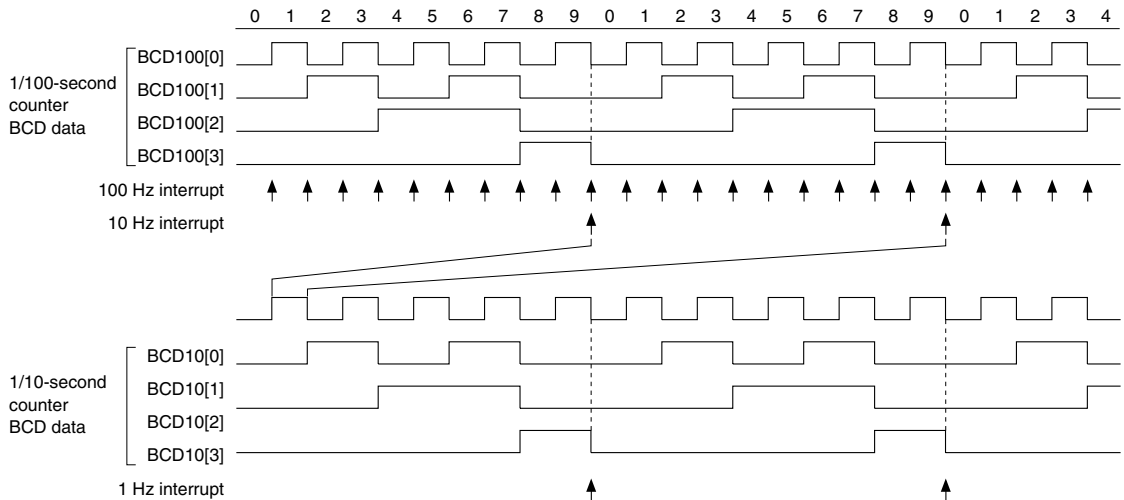 0 1 2 3 4 5 6 7 8 9 0 1 2 3 4 5 6 7 8 9 0 1 2 3 4
1/100-second
counter
BCD data
BCD100[0]
BCD100[1]
BCD100[2]
BCD100[3]
100 Hz interrupt
10 Hz interrupt
1/10-second
counter
BCD data
BCD10[0]
BCD10[1]
BCD10[2]
BCD10[3]
1 Hz interrupt